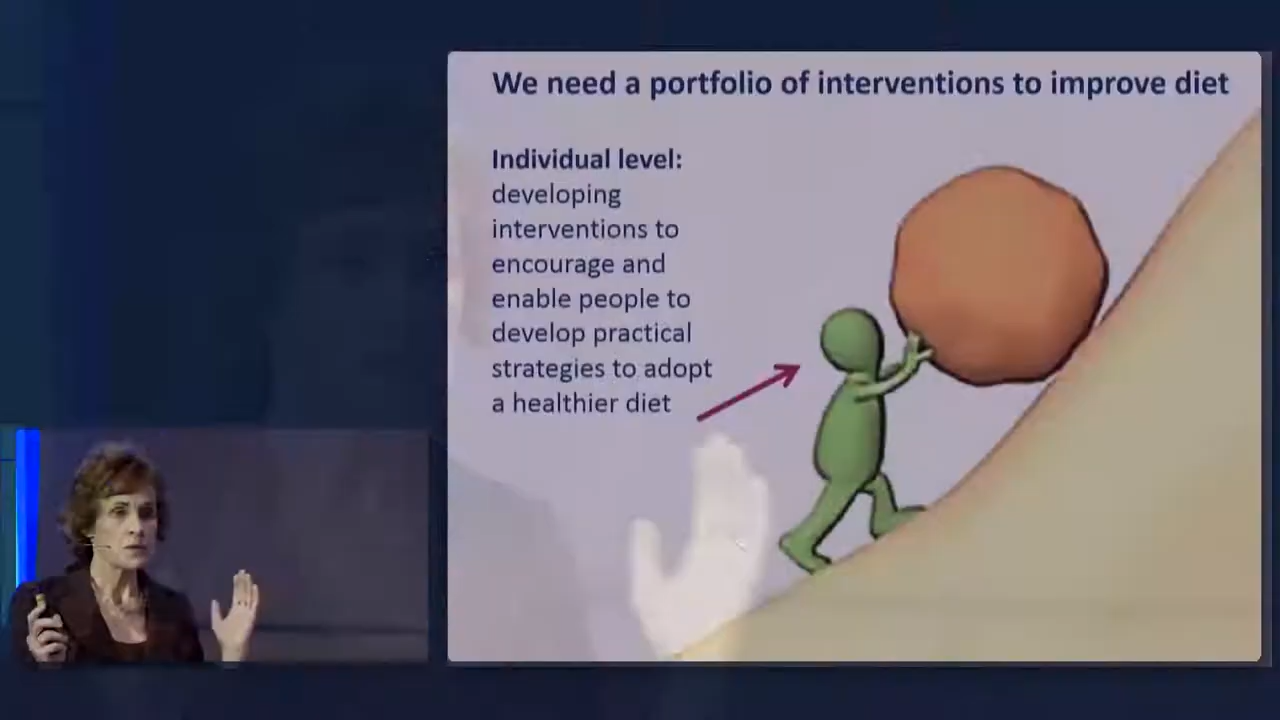 We need a portfolio of interventions to improve diet
Individual level:
developing
interventions to
encourage and
enable people to
develop practical
strategies to adopt
a healthier diet